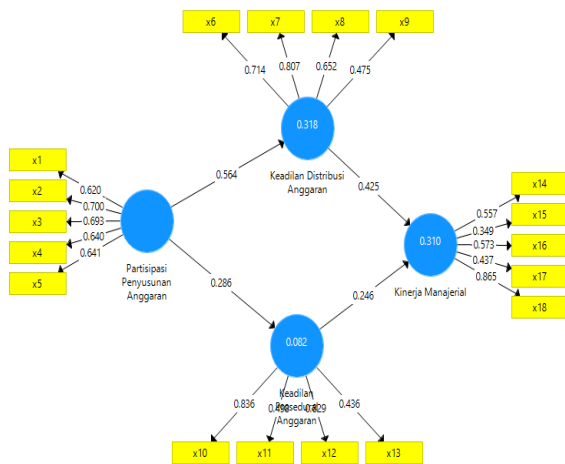 x6
x7
x8
x9
0.714
0.807
0.652
0.475
0.318
Keadilan Distribusi
Anggaran
x1
x2
x3
x4
x5
0.620
0.700
0.693
0.640
0.641
Partisipasi
Penyusunan
Anggaran
0.564
0.425
0.286
0.246
x14
x15
x16
x17
x18
0.557
0.349
0.573
0.437
0.865
0.310
Kinerja Manajerial
0.082
Keadilan
Prosedural
Anggaran
0.836
0.436
x10
x11
x12
x13